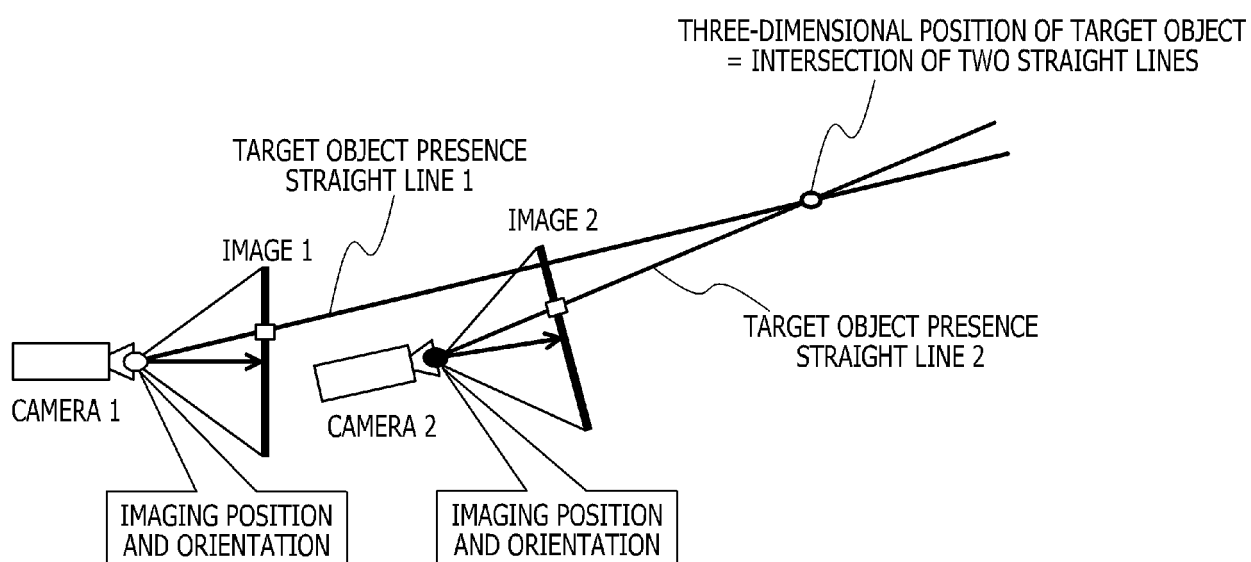 THREE-DIMENSIONAL POSITION OF TARGET OBJECT
= INTERSECTION OF TWO STRAIGHT LINES
TARGET OBJECT PRESENCE
STRAIGHT LINE 1
IMAGE 2
IMAGE 1
TARGET OBJECT PRESENCE
STRAIGHT LINE 2
CAMERA 1
CAMERA 2
IMAGING POSITION
AND ORIENTATION
IMAGING POSITION
AND ORIENTATION